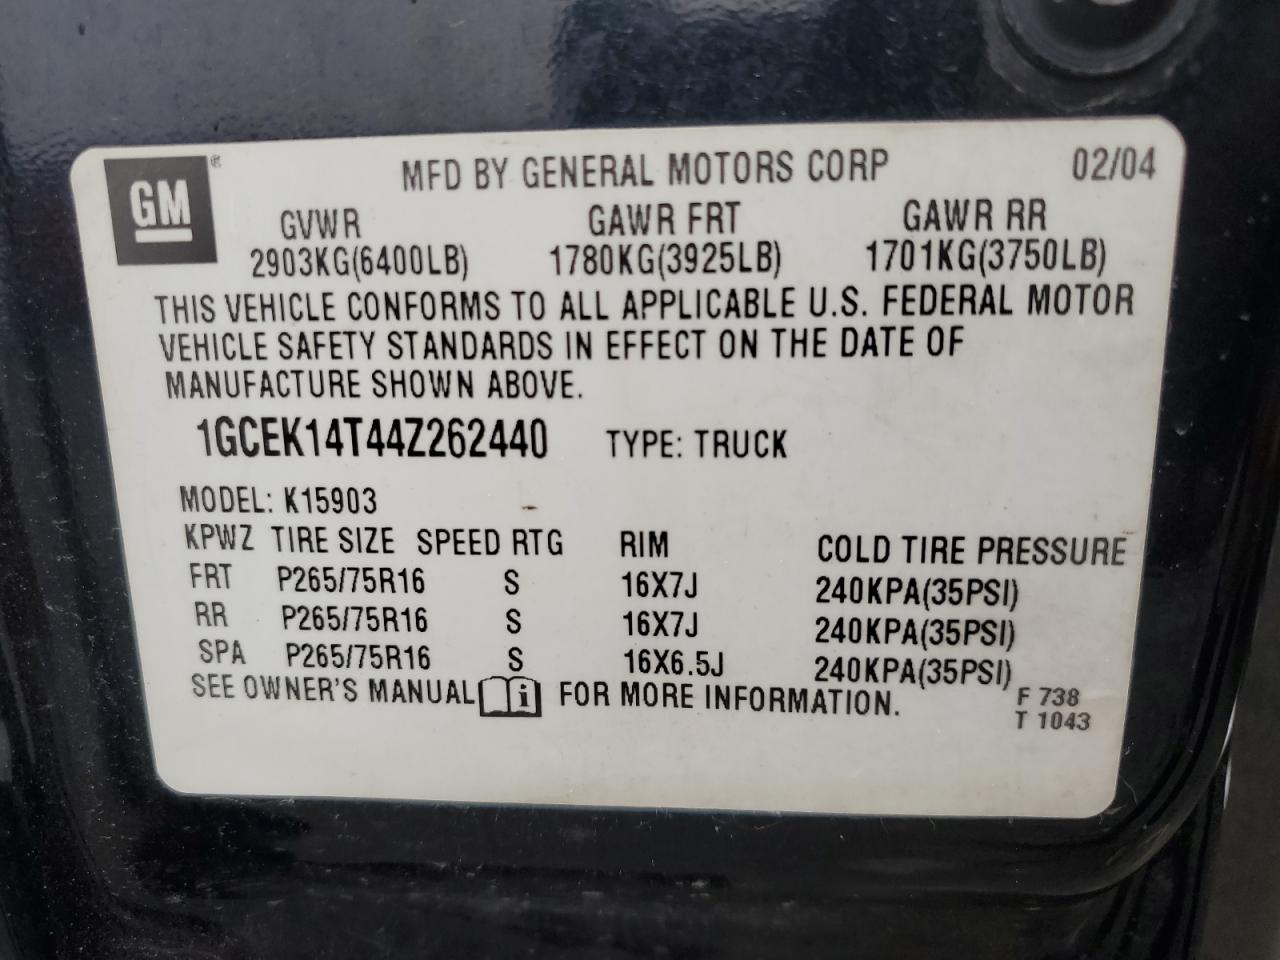 GM
MFD BY GENERAL MOTORS CORP 02/04
GVWR GAWR FRT GAWR RR
2903KG(6400LB) 1780KG(3925LB) 1701KG(3750LB)
THIS VEHICLE CONFORMS TO ALL APPLICABLE U.S. FEDERAL MOTOR
VEHICLE SAFETY STANDARDS IN EFFECT ON THE DATE OF
MANUFACTURE SHOWN ABOVE.
1GCEK14T44Z262440 TYPE: TRUCK
MODEL: K15903
KPWZ TIRE SIZE SPEED RTG RIM COLD TIRE PRESSURE
FRT P265/75R16 S 16X7J 240KPA(35PSI)
RR P265/75R16 S 16X7J 240KPA(35PSI)
SPA P265/75R16 S 16X6.5J 240KPA(35PSI)
SEE OWNER'S MANUAL i FOR MORE INFORMATION.
F 738
T 1043